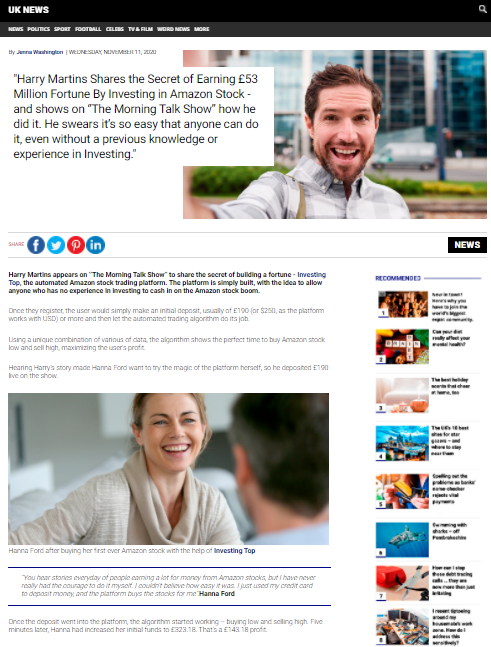 UK NEWS
NEWS POLITICS SPORT FOOTBALL CELEBS TV & FILM WEIRD NEWS MORE
By Jenna Washington | WEDNESDAY, NOVEMBER 11, 2020
"Harry Martins Shares the Secret of Earning £53
Million Fortune By Investing in Amazon Stock -
and shows on "The Morning Talk Show" how he
did it. He swears it's so easy that anyone can do
it, even without a previous knowledge or
experience in Investing."
SHARE
NEWS
Harry Martins appears on "The Morning Talk Show" to share the secret of building a fortune - Investing
Top, the automated Amazon stock trading platform. The platform is simply built, with the idea to allow
anyone who has no experience in investing to cash in on the Amazon stock boom.
Once they register, the user would simply make an initial deposit, usually of £190 (or $250, as the platform
works with USD) or more and then let the automated trading algorithm do its job.
Using a unique combination of various of data, the algorithm shows the perfect time to buy Amazon stock
low and sell high, maximizing the user's profit.
Hearing Harry's story made Hanna Ford want to try the magic of the platform herself, so he deposited £190
live on the show.
Hanna Ford after buying her first ever Amazon stock with the help of Investing Top
"You hear stories everyday of people earning a lot for money from Amazon stocks, but I have never
really had the courage to do it myself. I couldn't believe how easy it was. I just used my credit card
to deposit money, and the platform buys the stocks for me" Hanna Ford
Once the deposit went into the platform, the algorithm started working – buying low and selling high. Five
minutes later, Hanna had increased her initial funds to £323.18. That's a £143.18 profit.
RECOMMENDED
1
New in town?
Here's why you
have to join the
world's biggest
expat community.
2
Can your diet
really affect your
mental health?
3
The best holiday
scents that cheer
at home, too
4
The UK's 10 best
sites for star
gazers – and
where to stay
near them
5
Spelling out the
problems as banks'
name-checker
rejects vital
payments
6
Swimming with
sharks – off
Pembrokeshire
7
How can I stop
these debt taking
calls ... they are
now more than just
irritating
8
I resent tiptoeing
around my
housemate's work
zone. How do I
address this
sensitively?